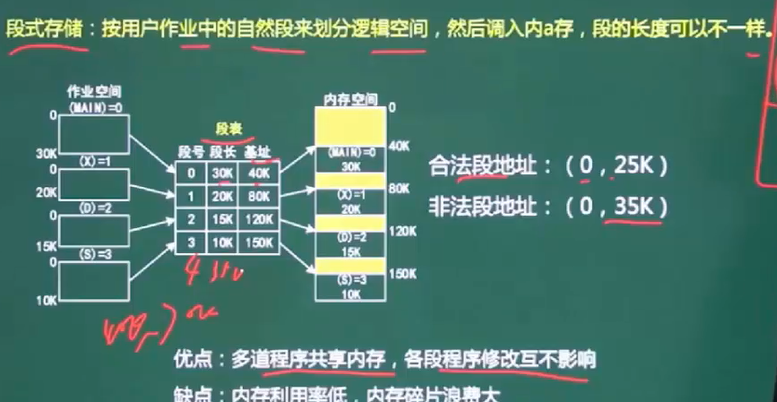 段式存储：按用户作业中的自然段来划分逻辑空间，然后调入内a存，段的长度可以不一样。
作业空间
(MAIN)=0
0
30K
(X)=1
0
20K
(D)=2
0
15K
(S)=3
0
10K
段表
段号 段长 基址
0 30K 40K
1 20K 80K
2 15K 120K
3 10K 150K
内存空间
0
40K
(MAIN)=0
30K
80K
(X)=1
20K
120K
(D)=2
15K
150K
(S)=3
10K
合法段地址：（0，25K）
非法段地址：（0，35K）
优点：多道程序共享内存，各段程序修改互不影响
缺点：内存利用率低，内存碎片浪费大